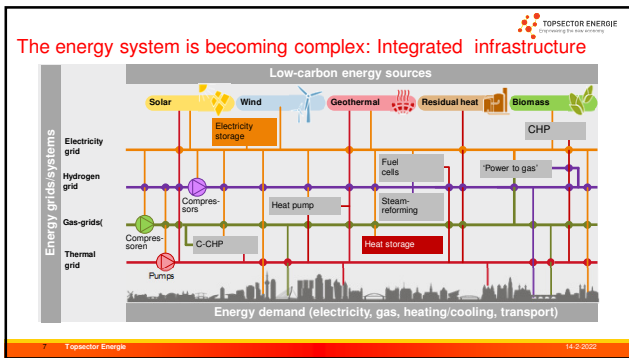 TOPSECTOR ENERGIE
Engineering the new economy
The energy system is becoming complex: Integrated infrastructure
Low-carbon energy sources
Solar
Wind
Geothermal
Residual heat
Biomass
Energy grids/systems
Electricity
storage
CHP
Electricity
grid
Fuel
cells
'Power to gas'
Hydrogen
grid
Compres-
sors
Heat pump
Steam-
reforming
Gas-grids(
Compres-
soren
C-CHP
Heat storage
Thermal
grid
Pumps
Energy demand (electricity, gas, heating/cooling, transport)
7 Topsector Energie 14-2-2022